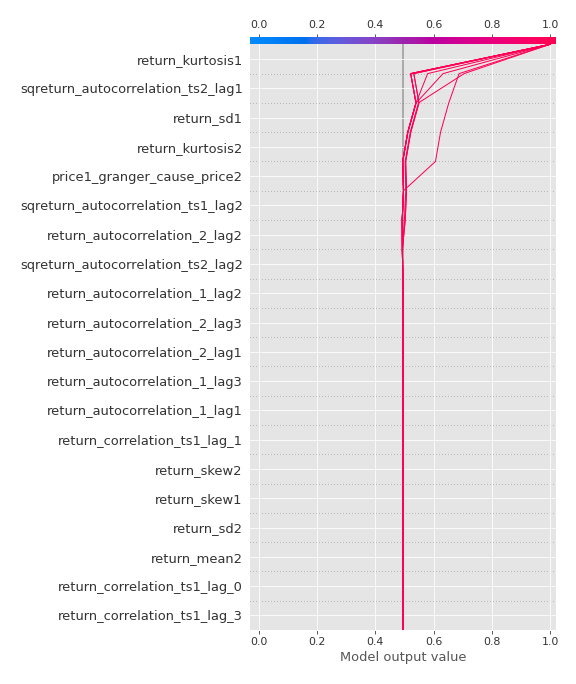 0.0 0.2 0.4 0.6 0.8 1.0
return_kurtosis1
sqreturn_autocorrelation_ts2_lag1
return_sd1
return_kurtosis2
price1_granger_cause_price2
sqreturn_autocorrelation_ts1_lag2
return_autocorrelation_2_lag2
sqreturn_autocorrelation_ts2_lag2
return_autocorrelation_1_lag2
return_autocorrelation_2_lag3
return_autocorrelation_2_lag1
return_autocorrelation_1_lag3
return_autocorrelation_1_lag1
return_correlation_ts1_lag_1
return_skew2
return_skew1
return_sd2
return_mean2
return_correlation_ts1_lag_0
return_correlation_ts1_lag_3
0.0 0.2 0.4 0.6 0.8 1.0
Model output value